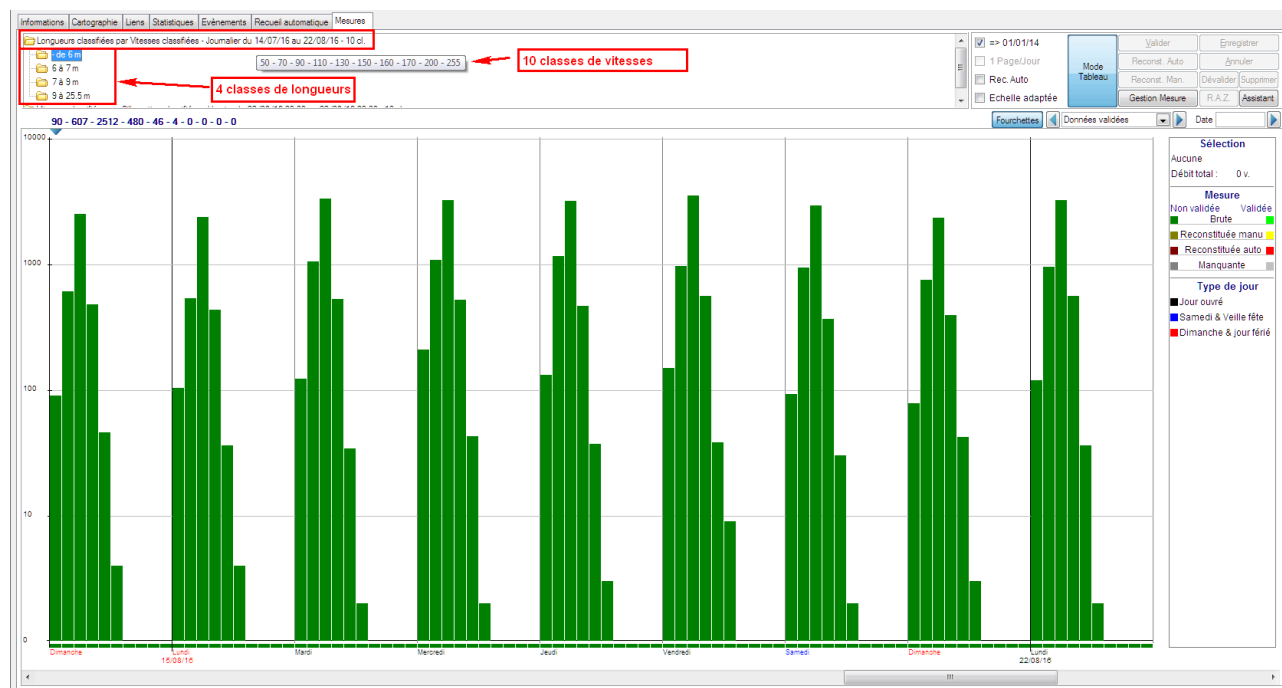 Informations Cartographie Liens Statistiques Evènements Recueil automatique Mesures
Longueurs classifiées par Vitesses classifiées - Journalier du 14/07/16 au 22/08/16 - 10 cl.
- de 6 m
6 à 7 m
7 à 9 m
9 à 25.5 m
50 - 70 - 90 - 110 - 130 - 150 - 160 - 170 - 200 - 255
10 classes de vitesses
4 classes de longueurs
=> 01/01/14
1 Page/Jour
Rec. Auto
Echelle adaptée
Mode
Tableau
Valider Enregistrer
Reconst. Auto Annuler
Reconst. Man. Dévalider Supprimer
Gestion Mesure R.A.Z. Assistant
90 - 607 - 2512 - 480 - 46 - 4 - 0 - 0 - 0 - 0
Fourchettes Données validées Date
10000
1000
100
10
0
Dimanche Lundi Mardi Mercredi Jeudi Vendredi Samedi Dimanche Lundi
15/08/16 22/08/16
Sélection
Aucune
Débit total : 0 v.
Mesure
Non validée Validée
Brute
Reconstituée manu
Reconstituée auto
Manquante
Type de jour
Jour ouvré
Samedi & Veille fête
Dimanche & jour férié